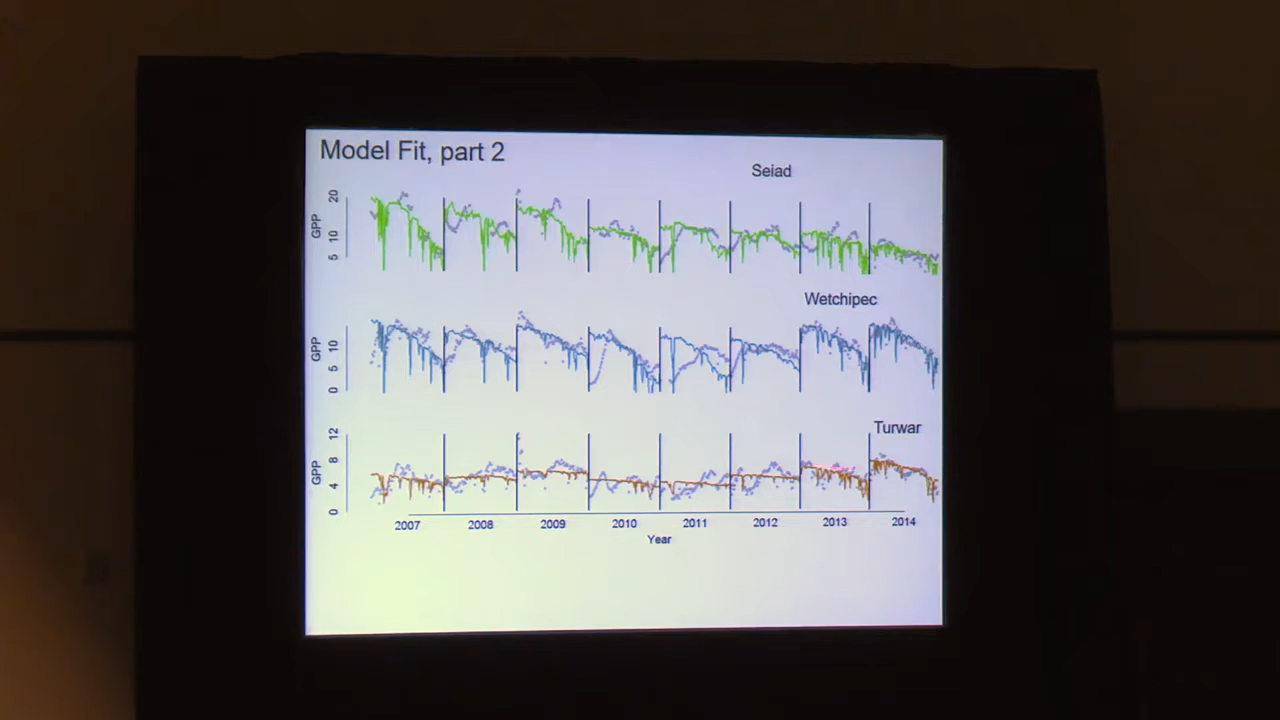 Model Fit, part 2
Seiad
GPP
5 10 20
Wetchipec
GPP
0 5 10
Turwar
GPP
0 4 8 12
2007 2008 2009 2010 2011 2012 2013 2014
Year